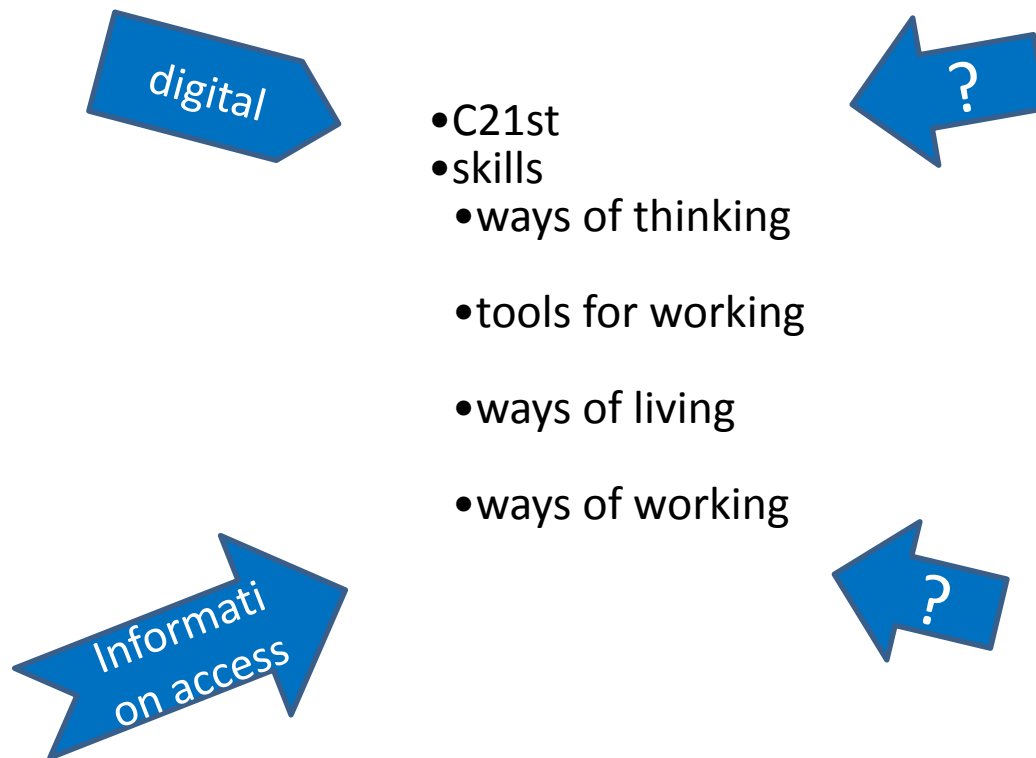 digital
?
•C21st
•skills
•ways of thinking
•tools for working
•ways of living
•ways of working
Informati
on access
?